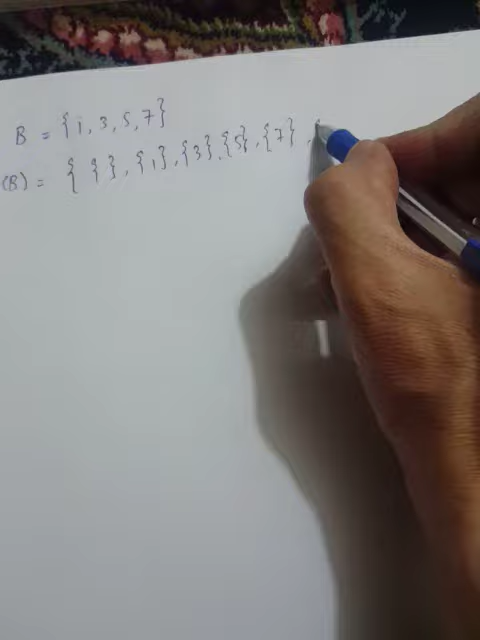 B = {1, 3, 5, 7}
(B) = { { }, {1}, {3}, {5}, {7}, {